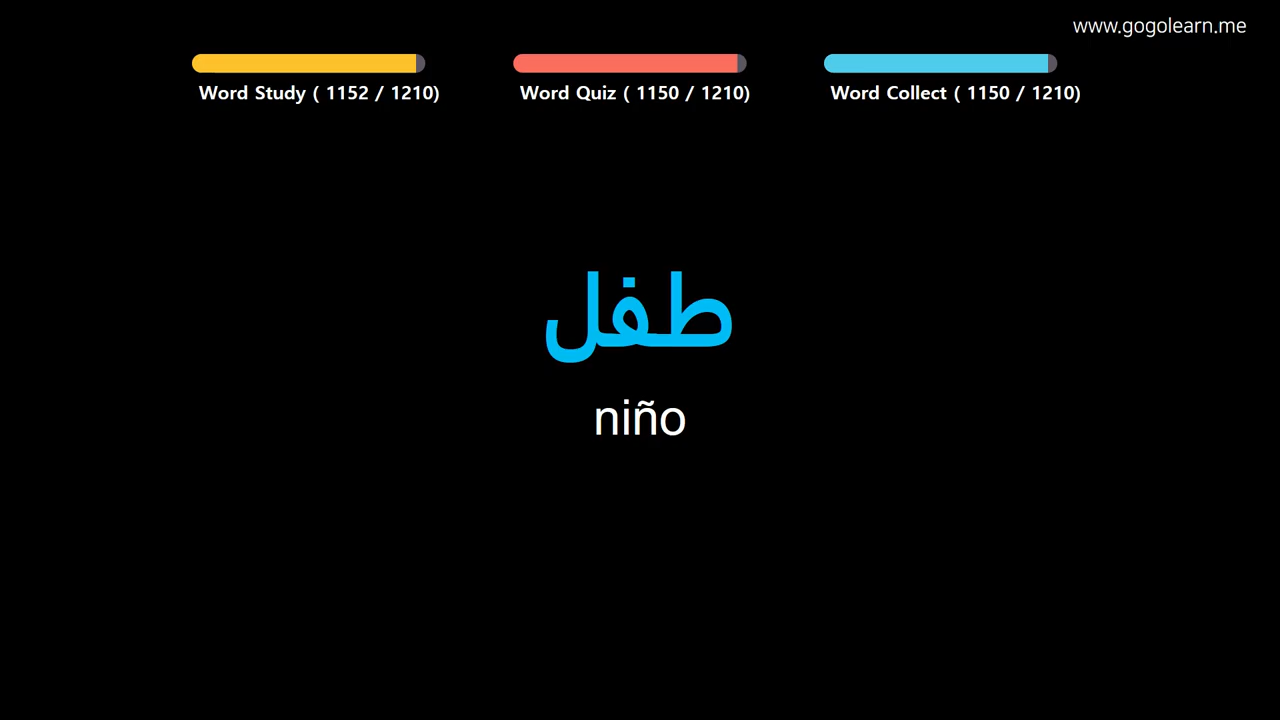 www.gogolearn.me
Word Study ( 1152 / 1210)
Word Quiz ( 1150 / 1210)
Word Collect ( 1150 / 1210)
طفل
niño